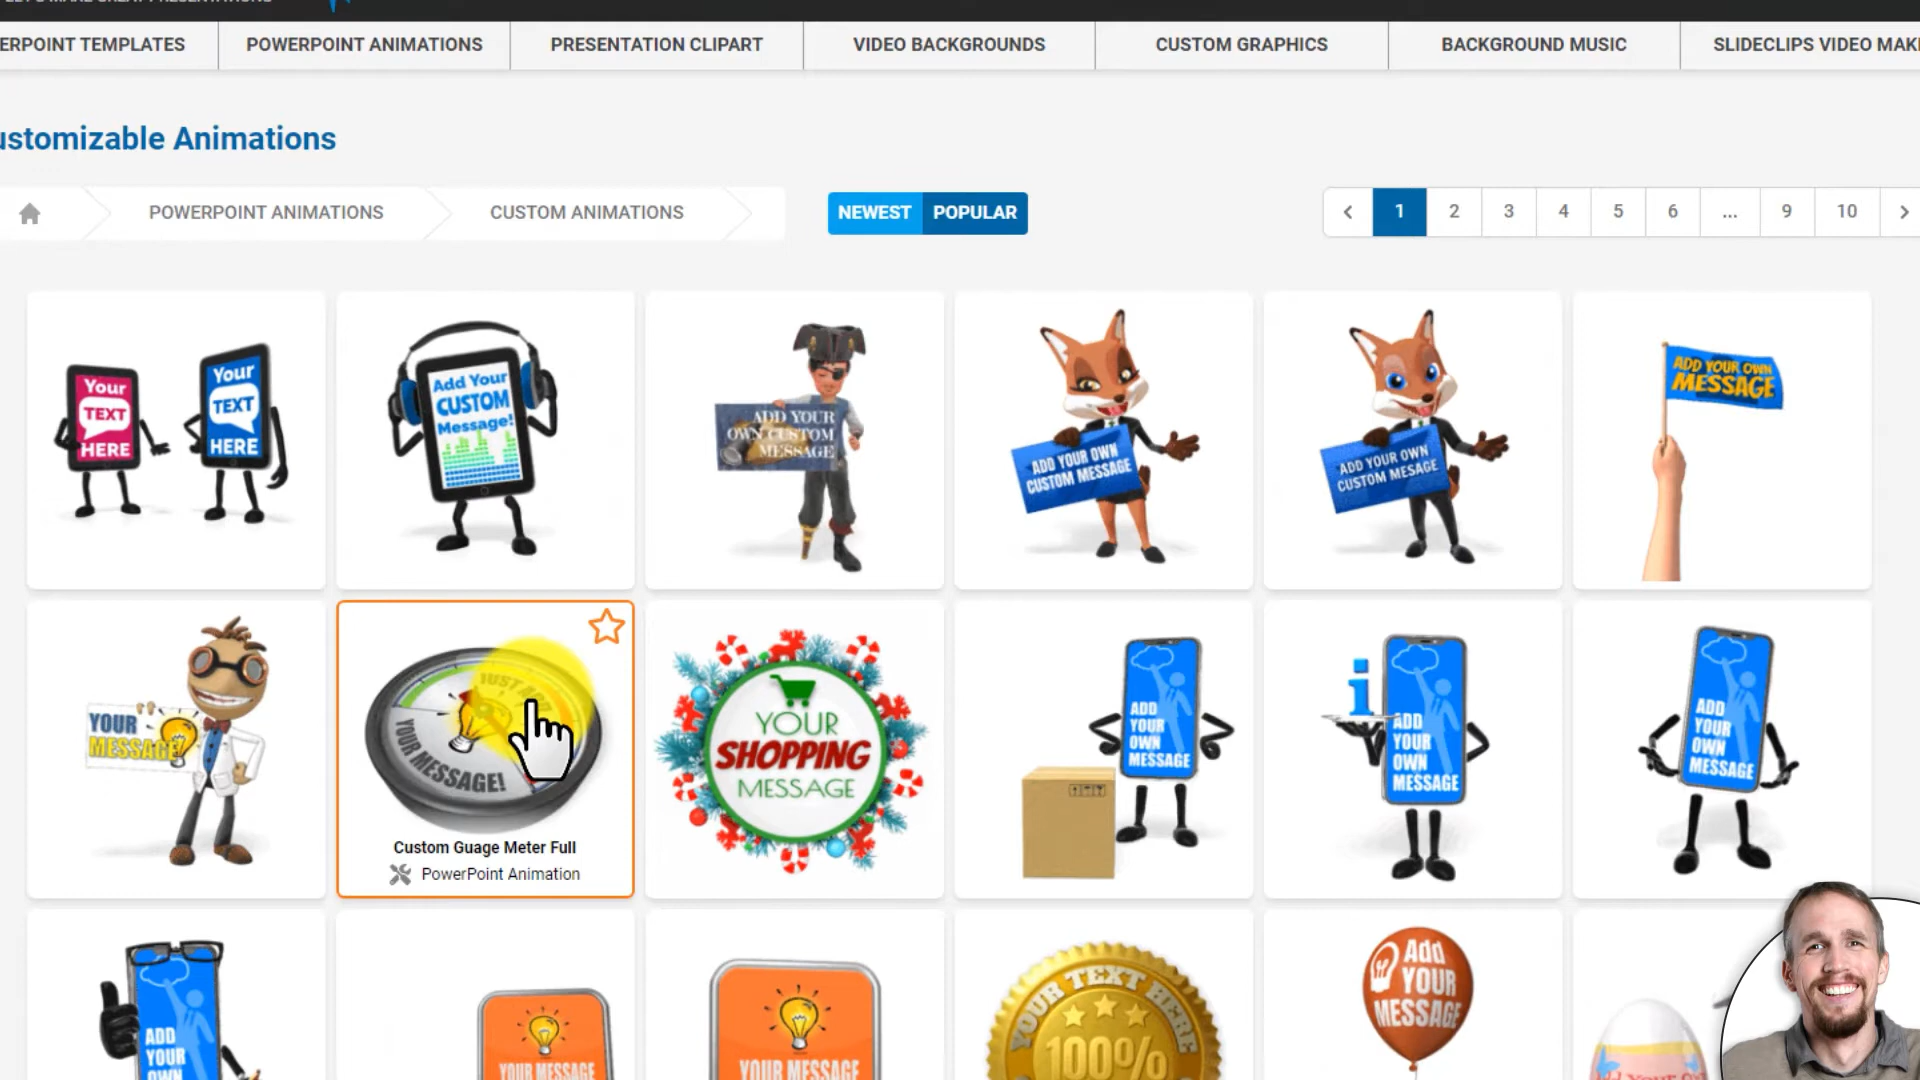 ERPOINT TEMPLATES
POWERPOINT ANIMATIONS
PRESENTATION CLIPART
VIDEO BACKGROUNDS
CUSTOM GRAPHICS
BACKGROUND MUSIC
SLIDECLIPS VIDEO MAK
ustomizable Animations
POWERPOINT ANIMATIONS
CUSTOM ANIMATIONS
NEWEST
POPULAR
1
2
3
4
5
6
...
9
10
Your
TEXT
HERE
Your
TEXT
HERE
Add Your
CUSTOM
Message!
ADD YOUR
OWN CUSTOM
MESSAGE
ADD YOUR OWN
CUSTOM MESSAGE
ADD YOUR OWN
CUSTOM MESAGE
ADD YOUR OWN
MESSAGE
YOUR
MESSAGE
JUST ADD
YOUR MESSAGE!
Custom Guage Meter Full
PowerPoint Animation
YOUR
SHOPPING
MESSAGE
ADD
YOUR
OWN
MESSAGE
i
ADD
YOUR
OWN
MESSAGE
ADD
YOUR
OWN
MESSAGE
ADD
YOUR
OWN
YOUR MESSAGE
YOUR MESSAGE
YOUR TEXT HERE
100%
Add
YOUR
MESSAGE